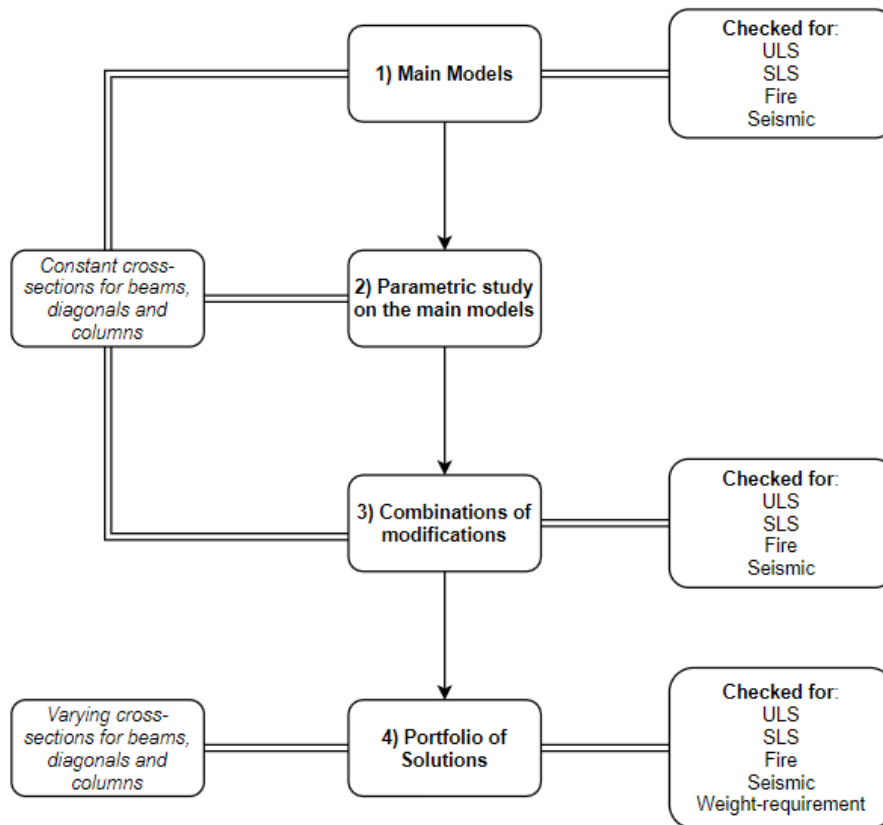 1) Main Models
Checked for:
ULS
SLS
Fire
Seismic
Constant cross-
sections for beams,
diagonals and
columns
2) Parametric study
on the main models
3) Combinations of
modifications
Checked for:
ULS
SLS
Fire
Seismic
Varying cross-
sections for beams,
diagonals and
columns
4) Portfolio of
Solutions
Checked for:
ULS
SLS
Fire
Seismic
Weight-requirement